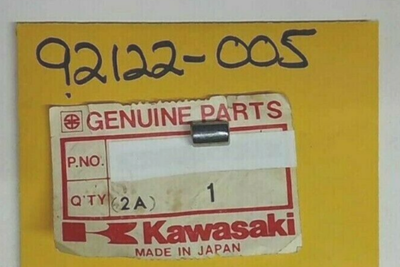 92122-005
GENUINE PARTS
P.NO.
Q'TY (2A) 1
Kawasaki
MADE IN JAPAN